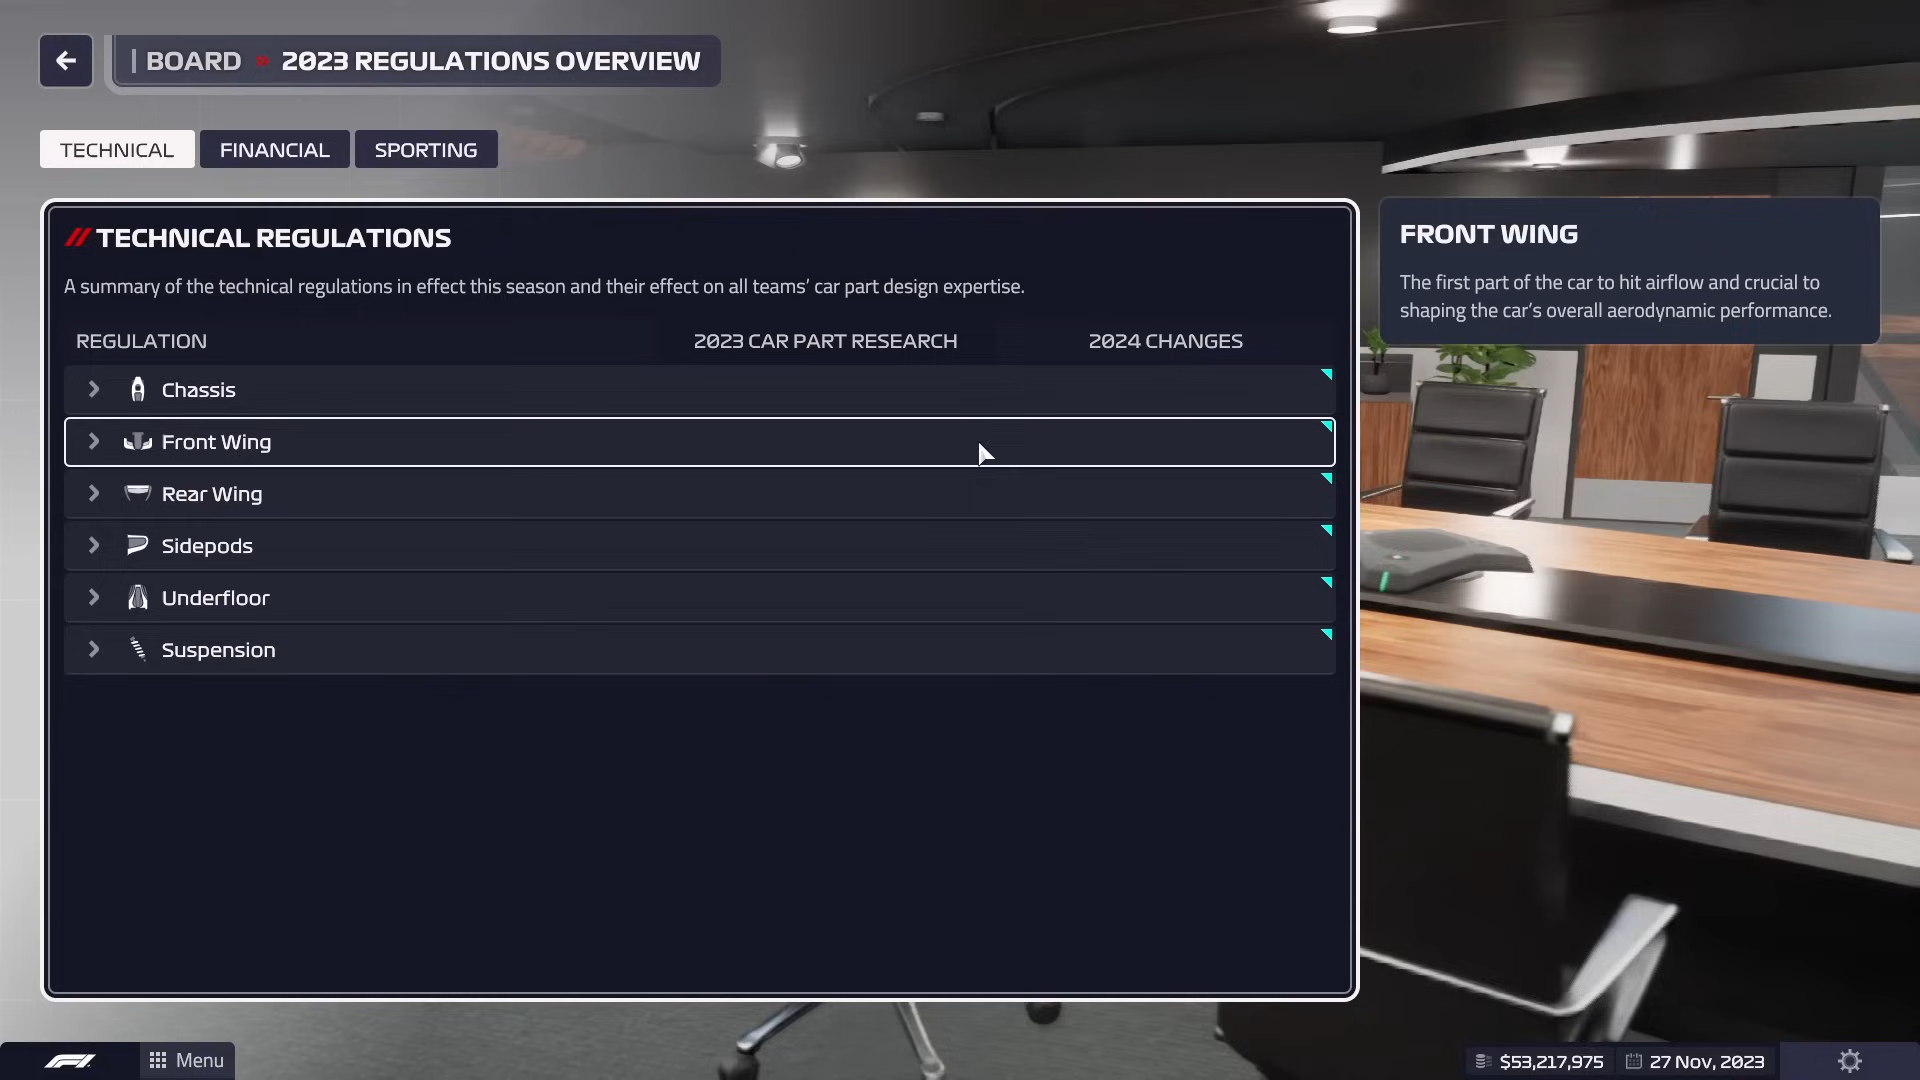 BOARD » 2023 REGULATIONS OVERVIEW
TECHNICAL FINANCIAL SPORTING
TECHNICAL REGULATIONS
A summary of the technical regulations in effect this season and their effect on all teams' car part design expertise.
REGULATION 2023 CAR PART RESEARCH 2024 CHANGES
Chassis
Front Wing
Rear Wing
Sidepods
Underfloor
Suspension
FRONT WING
The first part of the car to hit airflow and crucial to
shaping the car's overall aerodynamic performance.
F1 Menu $53,217,975 27 Nov, 2023